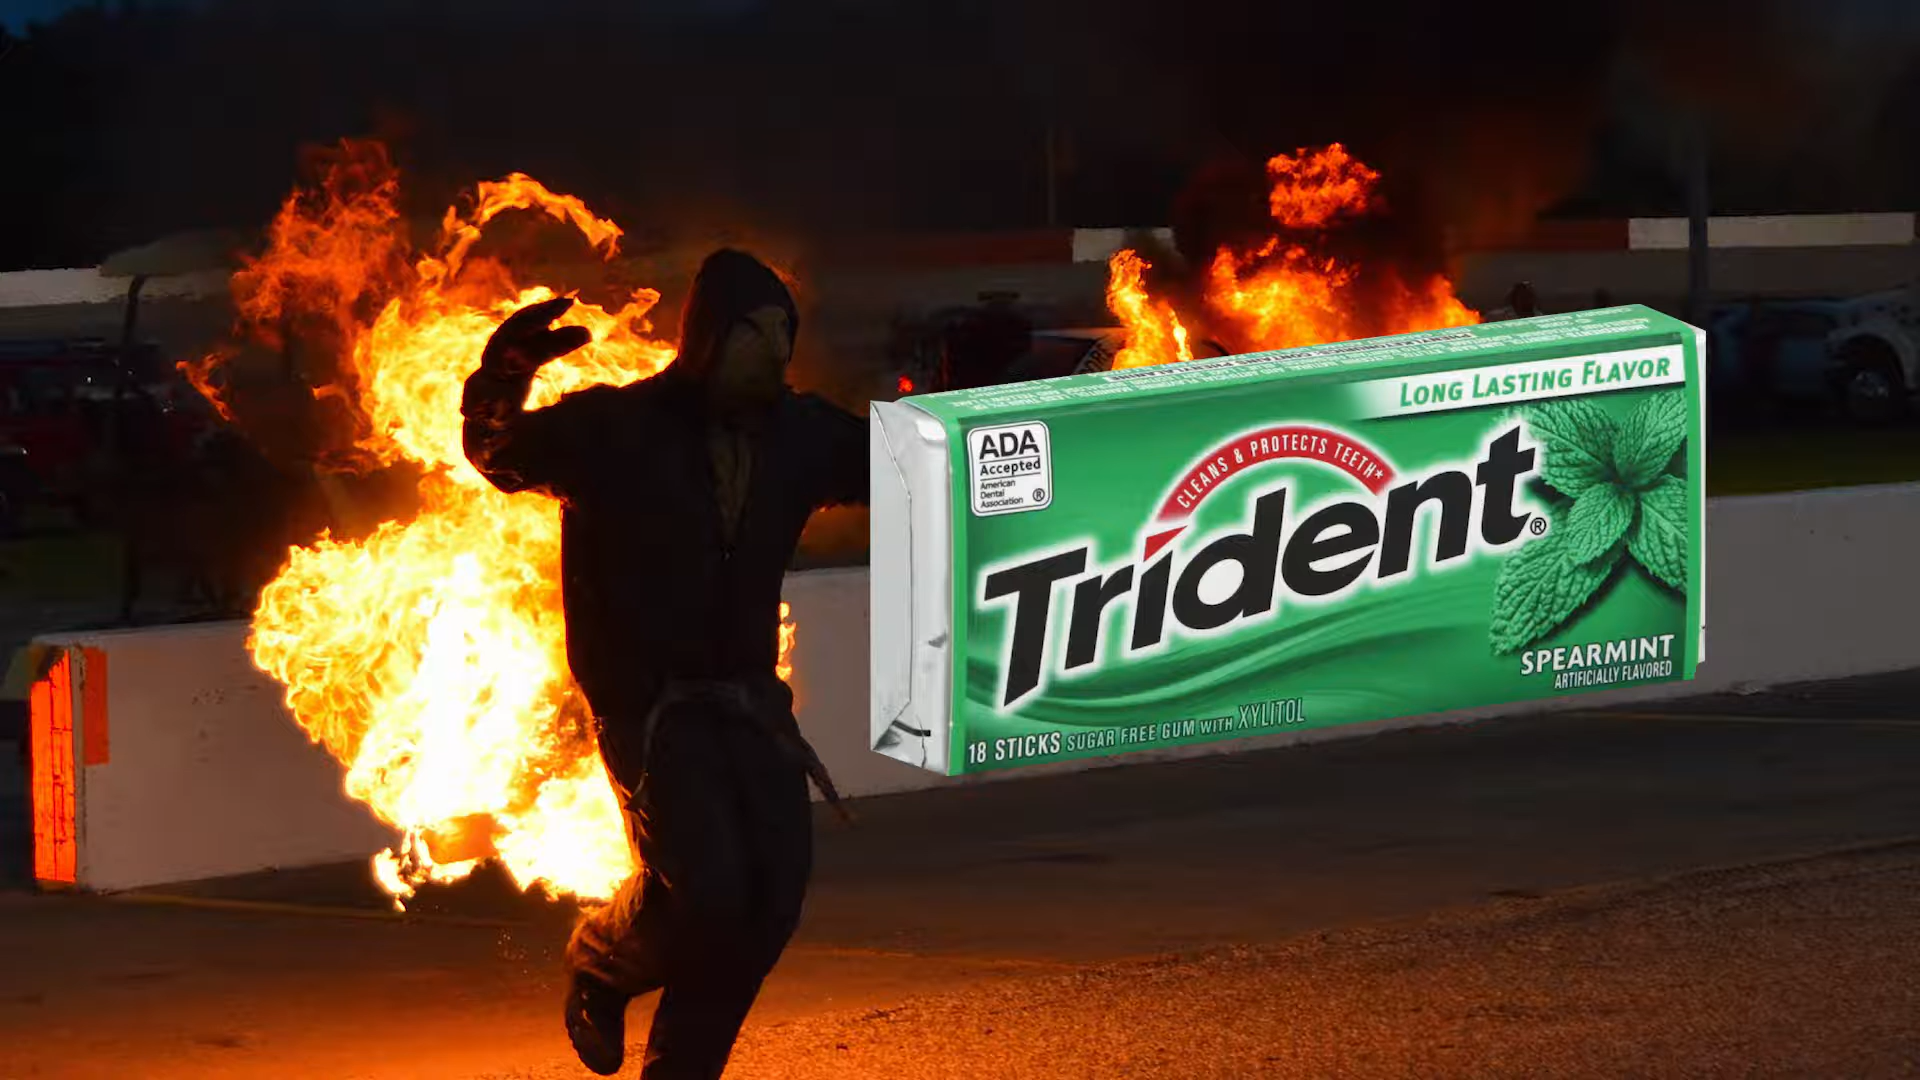 LONG LASTING FLAVOR
ADA
Accepted
American
Dental
Association ®
CLEANS & PROTECTS TEETH*
Trident®
SPEARMINT
ARTIFICIALLY FLAVORED
18 STICKS SUGAR FREE GUM WITH XYLITOL